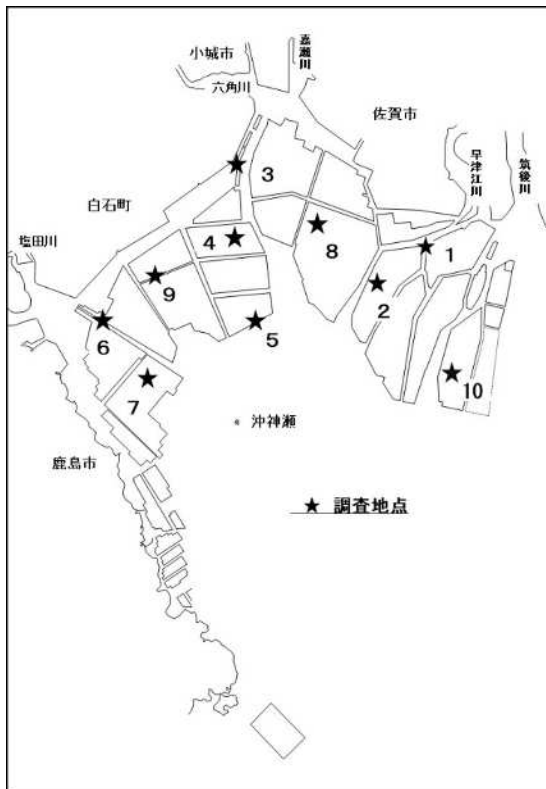 嘉瀬川
小城市
六角川
佐賀市
早津江川
筑後川
3
白石町
4
8
1
塩田川
9
2
5
6
7
10
沖神瀬
鹿島市
★ 調査地点